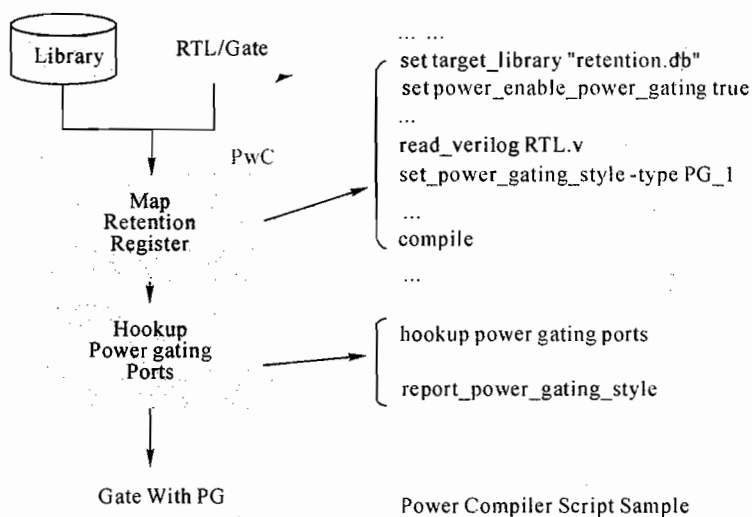 Library
RTL/Gate
PwC
Map
Retention
Register
Hookup
Power gating
Ports
Gate With PG
... ...
set target_library "retention.db"
set power_enable_power_gating true
...
read_verilog RTL.v
set_power_gating_style -type PG_1
...
compile
...
hookup power gating ports
report_power_gating_style
Power Compiler Script Sample